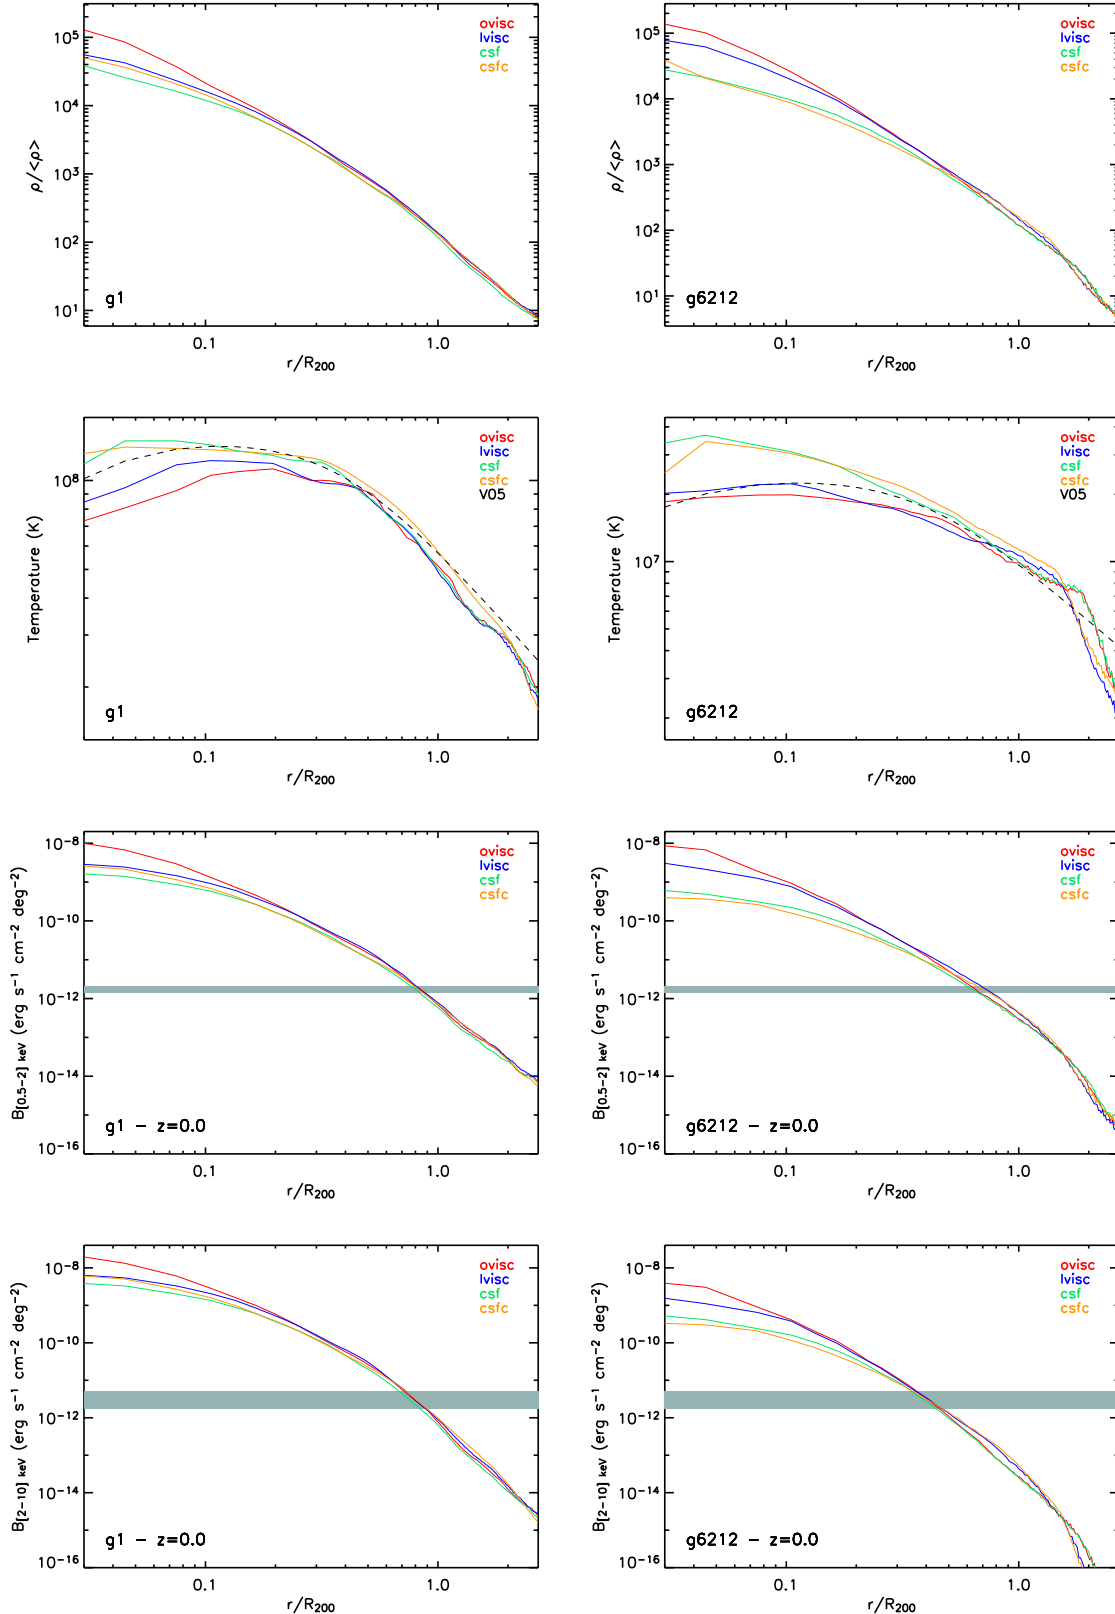 ovisc
lvisc
csf
csfc
10⁵
10⁴
10³
10²
10¹
ρ/<ρ>
g1
0.1
1.0
r/R₂₀₀
ovisc
lvisc
csf
csfc
10⁵
10⁴
10³
10²
10¹
ρ/<ρ>
g6212
0.1
1.0
r/R₂₀₀
ovisc
lvisc
csf
csfc
V05
10⁸
Temperature (K)
g1
0.1
1.0
r/R₂₀₀
ovisc
lvisc
csf
csfc
V05
10⁷
Temperature (K)
g6212
0.1
1.0
r/R₂₀₀
ovisc
lvisc
csf
csfc
10⁻⁸
10⁻¹⁰
10⁻¹²
10⁻¹⁴
10⁻¹⁶
B[0.5−2] keV (erg s⁻¹ cm⁻² deg⁻²)
g1 − z=0.0
0.1
1.0
r/R₂₀₀
ovisc
lvisc
csf
csfc
10⁻⁸
10⁻¹⁰
10⁻¹²
10⁻¹⁴
10⁻¹⁶
B[0.5−2] keV (erg s⁻¹ cm⁻² deg⁻²)
g6212 − z=0.0
0.1
1.0
r/R₂₀₀
ovisc
lvisc
csf
csfc
10⁻⁸
10⁻¹⁰
10⁻¹²
10⁻¹⁴
10⁻¹⁶
B[2−10] keV (erg s⁻¹ cm⁻² deg⁻²)
g1 − z=0.0
0.1
1.0
r/R₂₀₀
ovisc
lvisc
csf
csfc
10⁻⁸
10⁻¹⁰
10⁻¹²
10⁻¹⁴
10⁻¹⁶
B[2−10] keV (erg s⁻¹ cm⁻² deg⁻²)
g6212 − z=0.0
0.1
1.0
r/R₂₀₀